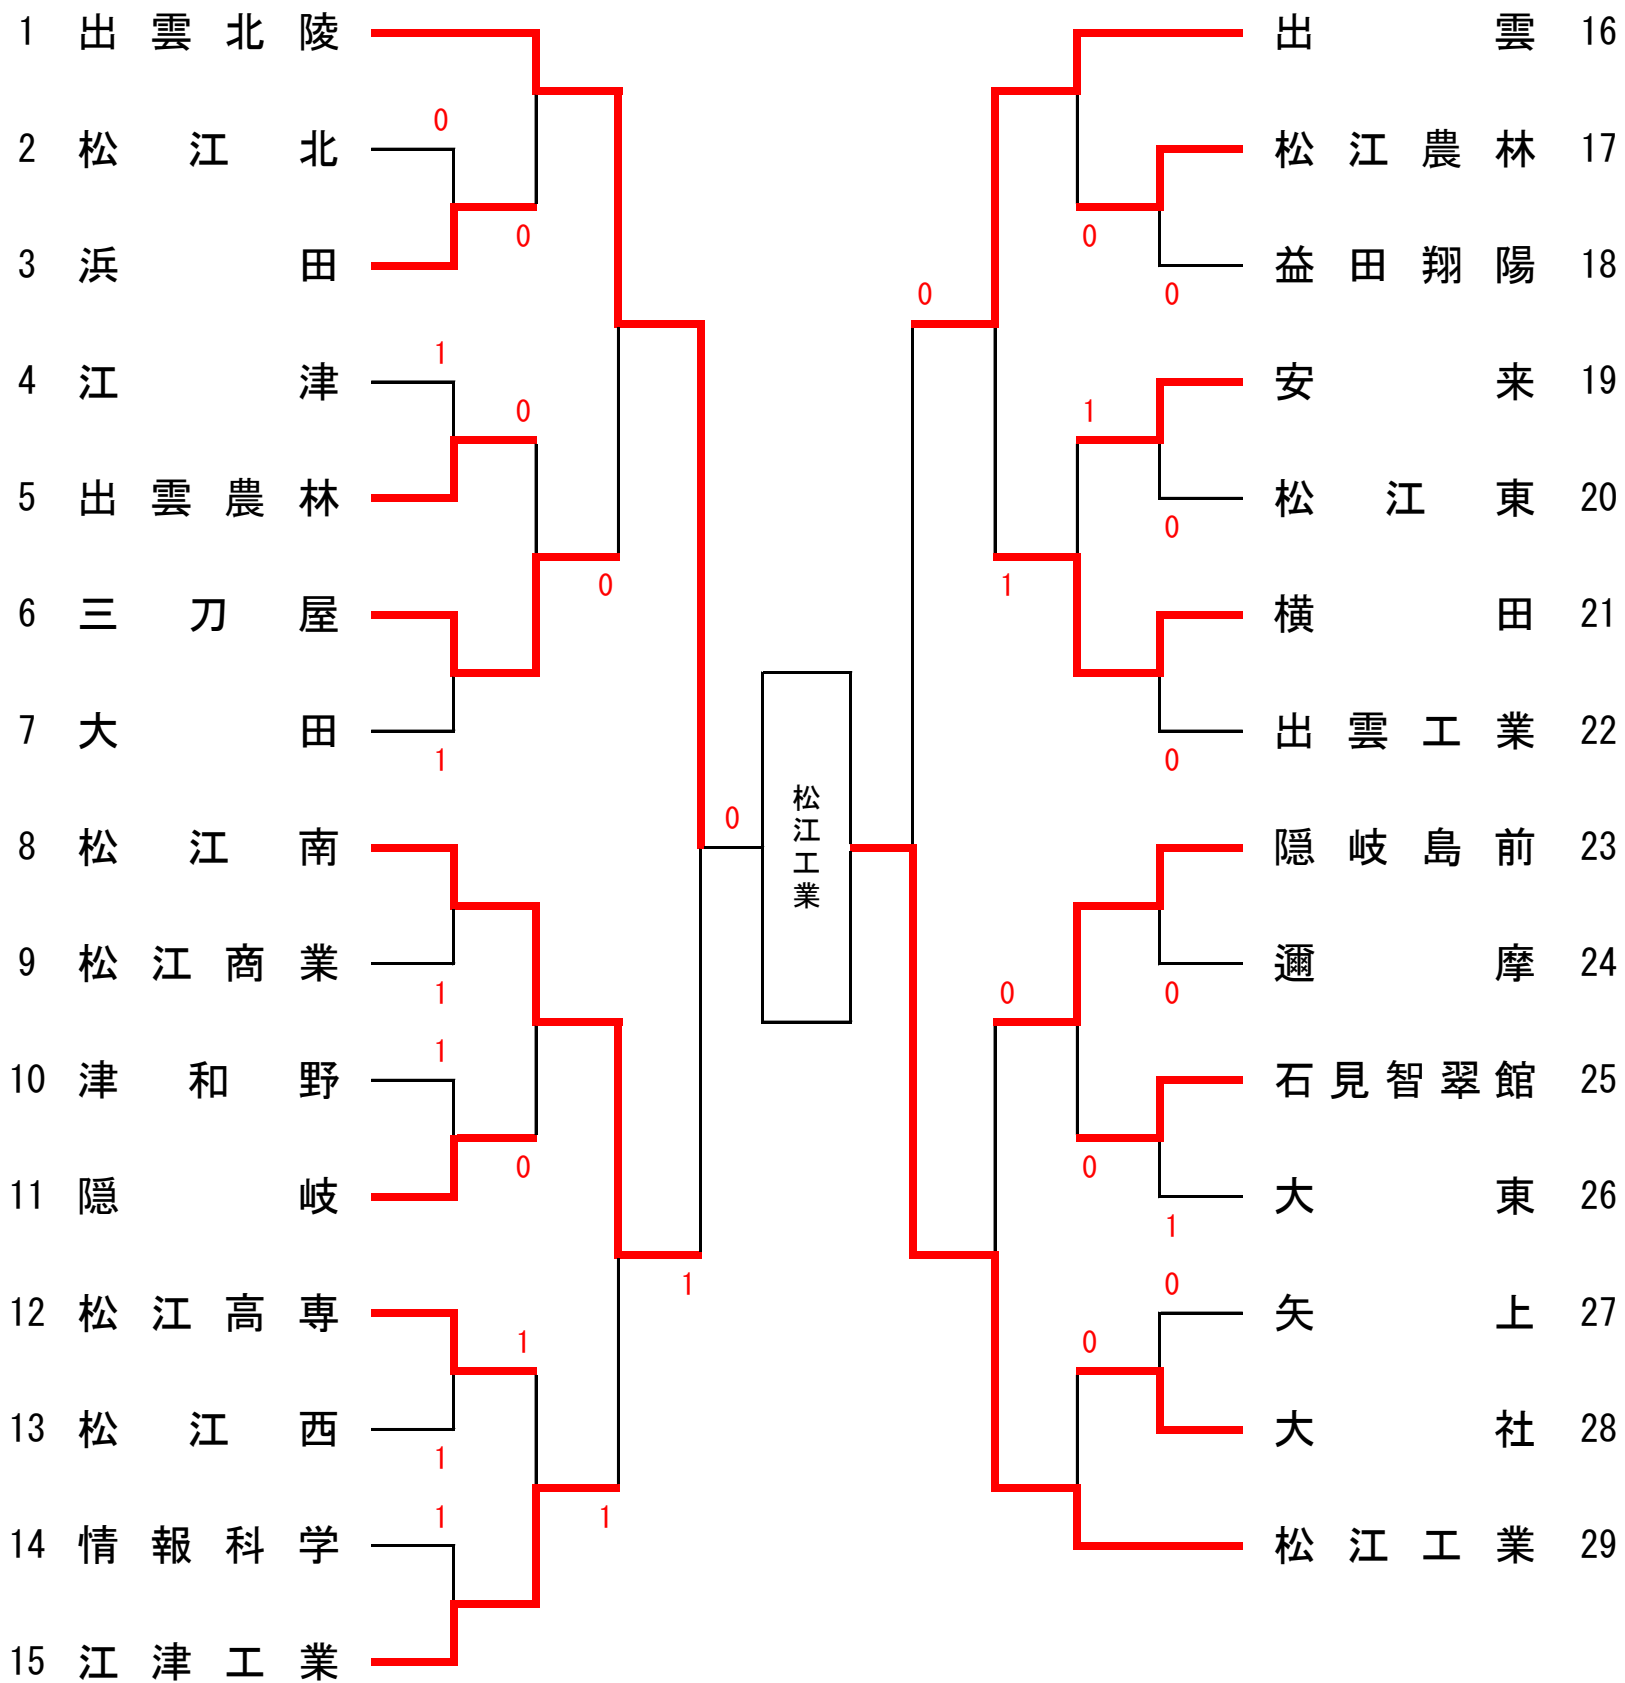 1 出雲北陵
0
2 松江北
0
3 浜田
1
4 江津
0
5 出雲農林
0
6 三刀屋
7 大田
1
8 松江南
9 松江商業
1
1
10 津和野
0
11 隠岐
1
12 松江高専
1
13 松江西
1
1
14 情報科学
1
15 江津工業
0
松江工業
出雲 16
松江農林 17
0
益田翔陽 18
0
0
安来 19
1
松江東 20
0
1
横田 21
出雲工業 22
0
隠岐島前 23
邇摩 24
0
0
石見智翠館 25
0
大東 26
1
0
矢上 27
0
大社 28
松江工業 29